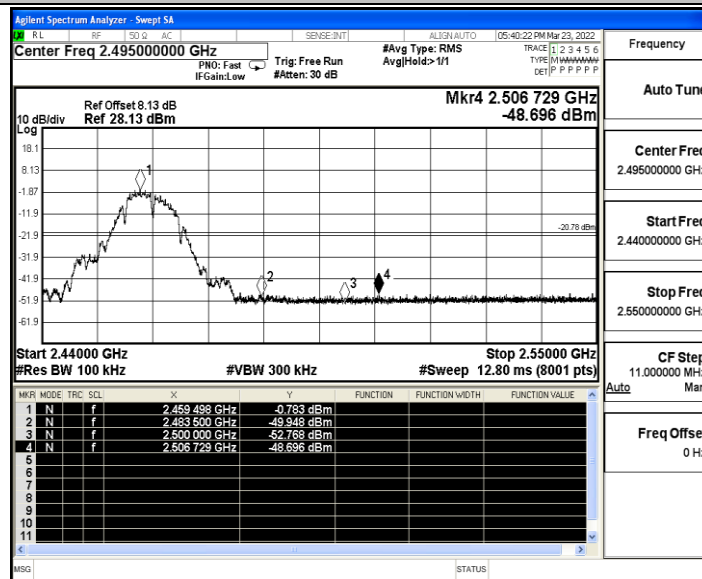 Agilent Spectrum Analyzer - Swept SA
RL RF 50 Ω AC SENSE:INT ALIGN AUTO 05:40:22 PM Mar 23, 2022
Center Freq 2.495000000 GHz
PNO: Fast
IFGain:Low
Trig: Free Run
#Atten: 30 dB
#Avg Type: RMS
Avg|Hold:>1/1
TRACE 1 2 3 4 5 6
TYPE M WWWWW
DET P P P P P P
Frequency
Ref Offset 8.13 dB
Ref 28.13 dBm
10 dB/div
Log
Mkr4 2.506 729 GHz
-48.696 dBm
18.1
8.13
-1.87
-11.9
-21.9
-31.9
-41.9
-51.9
-61.9
1
2
3
4
-20.78 dBm
Start 2.44000 GHz
Stop 2.55000 GHz
#Res BW 100 kHz
#VBW 300 kHz
#Sweep 12.80 ms (8001 pts)
MKR MODE TRC SCL X Y FUNCTION FUNCTION WIDTH FUNCTION VALUE
1 N f 2.459 498 GHz -0.783 dBm
2 N f 2.483 500 GHz -49.948 dBm
3 N f 2.500 000 GHz -52.768 dBm
4 N f 2.506 729 GHz -48.696 dBm
5
6
7
8
9
10
11
MSG
STATUS
Auto Tune
Center Freq
2.495000000 GHz
Start Freq
2.440000000 GHz
Stop Freq
2.550000000 GHz
CF Step
11.000000 MHz
Auto Man
Freq Offset
0 Hz